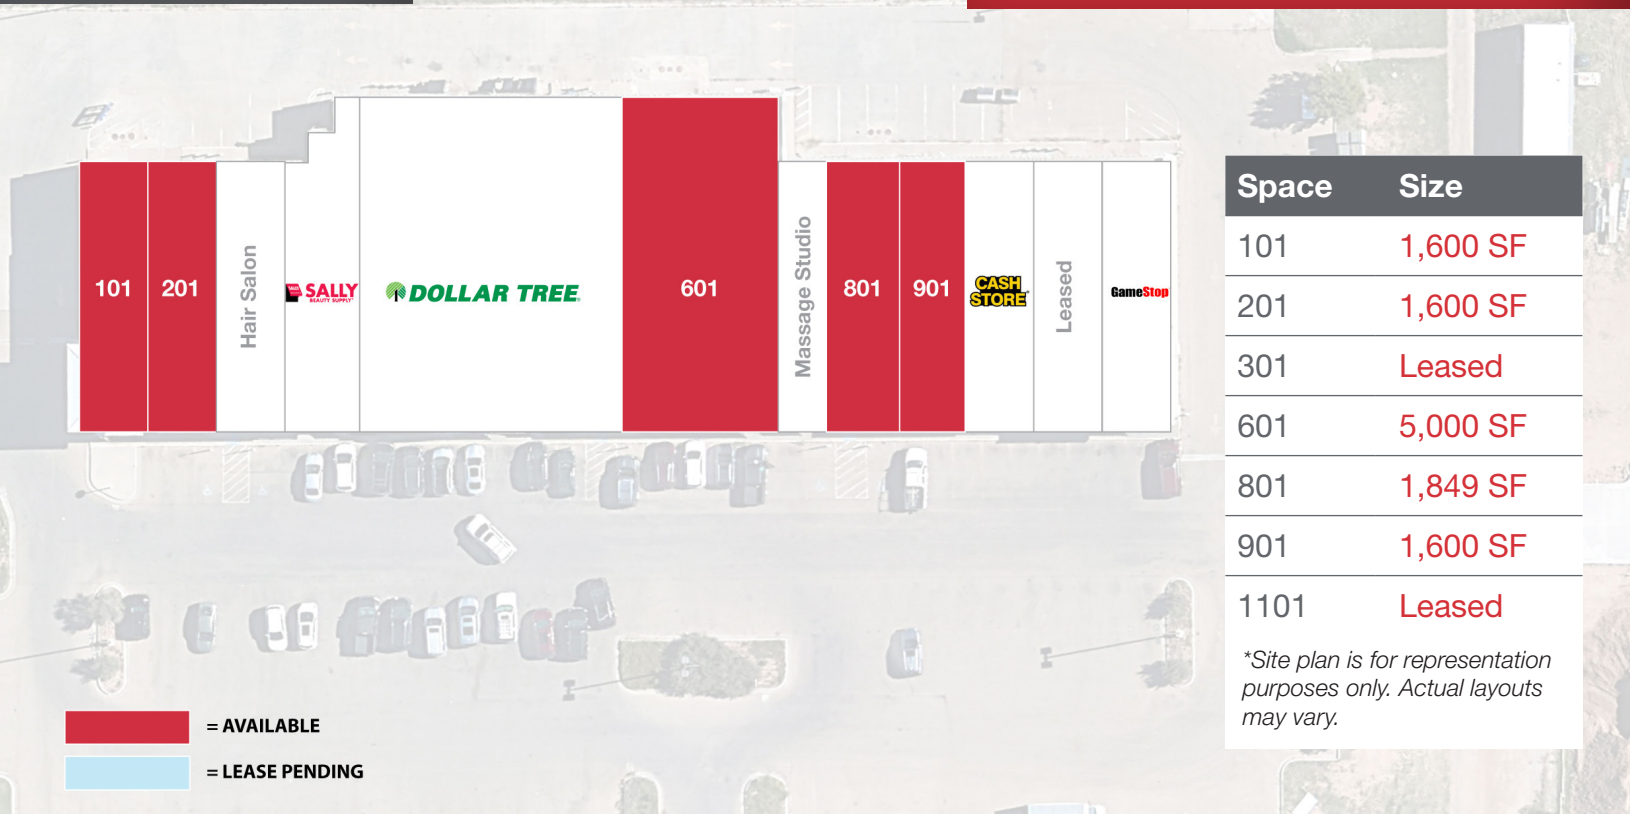 101
201
Hair Salon
SALLY
BEAUTY SUPPLY
DOLLAR TREE
601
Massage Studio
801
901
CASH
STORE
Leased
GameStop
Space Size
101 1,600 SF
201 1,600 SF
301 Leased
601 5,000 SF
801 1,849 SF
901 1,600 SF
1101 Leased
*Site plan is for representation
purposes only. Actual layouts
may vary.
= AVAILABLE
= LEASE PENDING